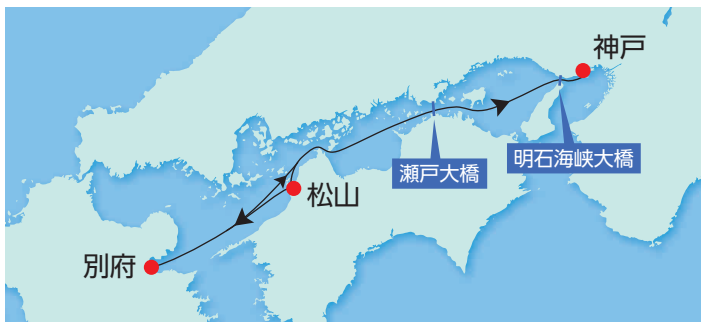 神戸
明石海峡大橋
瀬戸大橋
松山
別府